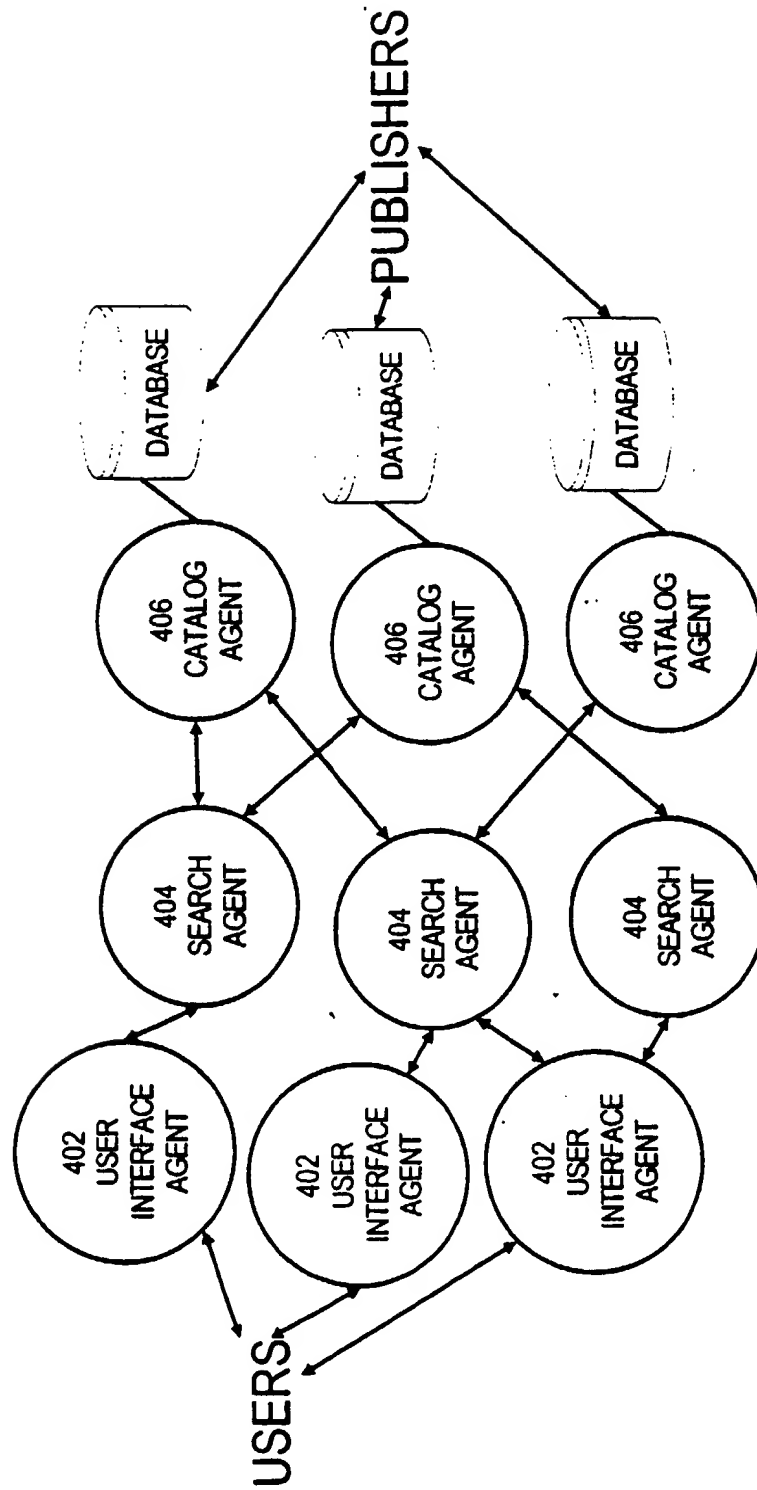 USERS
402
USER
INTERFACE
AGENT
402
USER
INTERFACE
AGENT
402
USER
INTERFACE
AGENT
404
SEARCH
AGENT
404
SEARCH
AGENT
404
SEARCH
AGENT
406
CATALOG
AGENT
406
CATALOG
AGENT
406
CATALOG
AGENT
DATABASE
DATABASE
DATABASE
PUBLISHERS